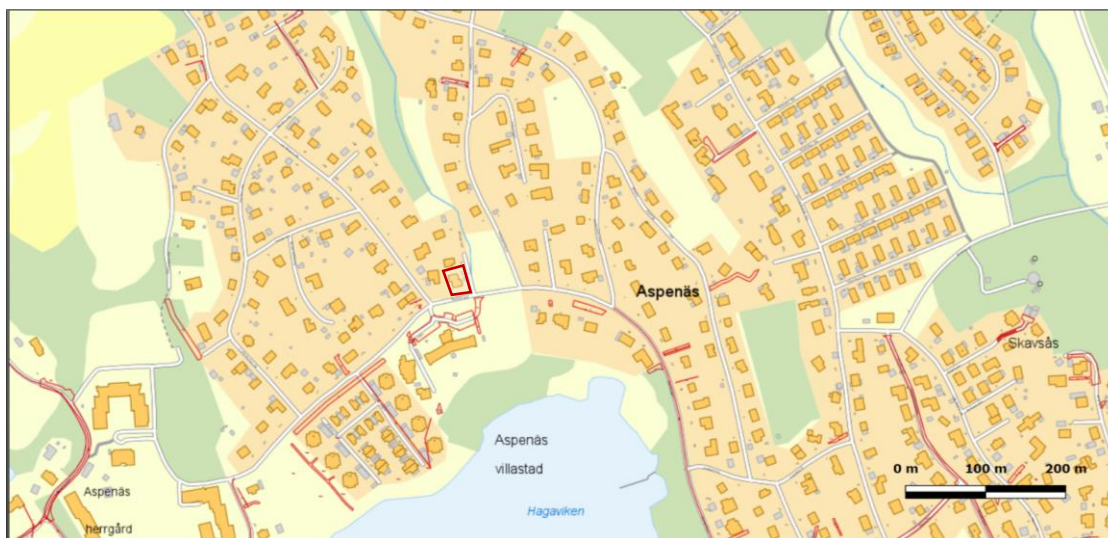 Aspenäs
Skavsås
Aspenäs
villastad
0 m 100 m 200 m
Aspenäs
herrgård
Hagaviken